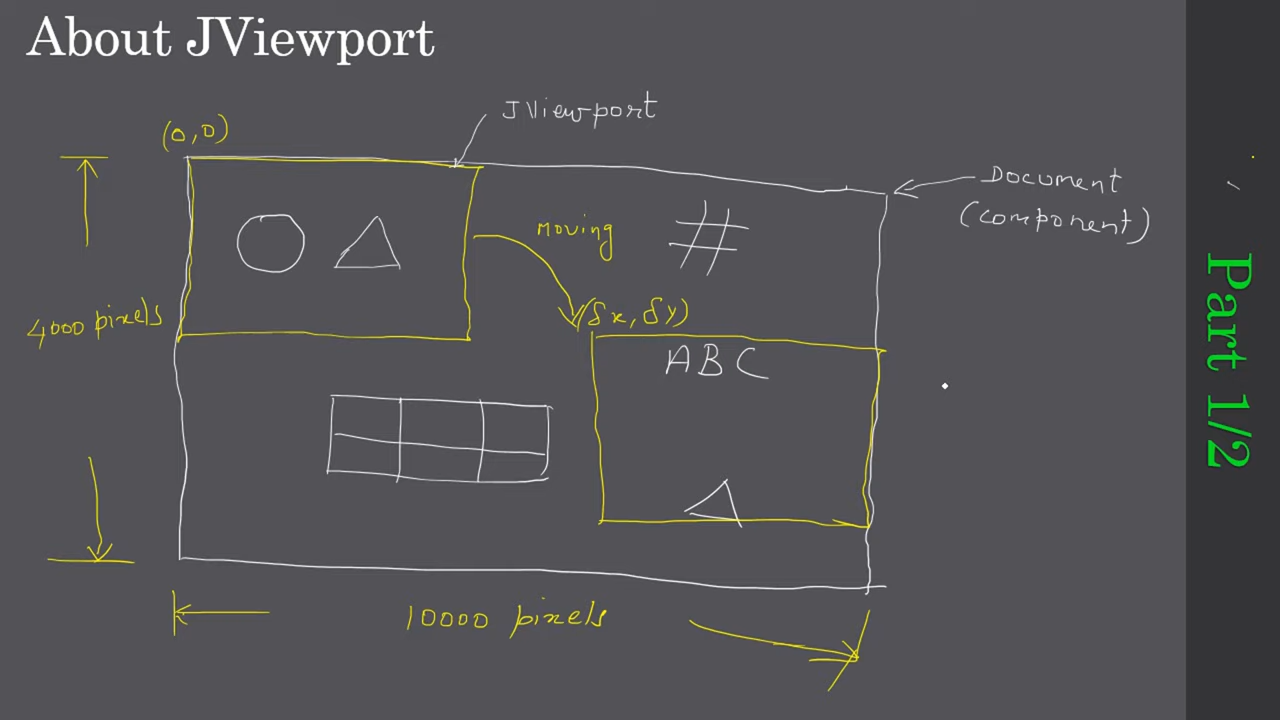 About JViewport
JViewport
(0,0)
Document
(component)
Moving
#
(δx, δy)
4000 pixels
ABC
10000 pixels
Part 1/2